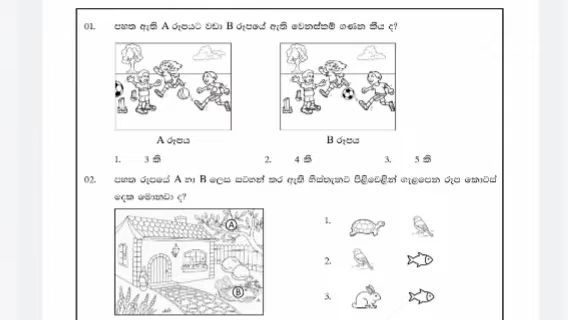 01. පහත ඇති A රූපයට වඩා B රූපයේ ඇති වෙනස්කම් ගණන කීය ද?
A රූපය B රූපය
1. 3 කි 2. 4 කි 3. 5 කි
02. පහත රූපයේ A හා B ලෙස සටහන් කර ඇති හිස්තැනට පිළිවෙළින් ගැළපෙන රූප කොටස්
දෙක මොනවා ද?
A
1.
2.
B
3.